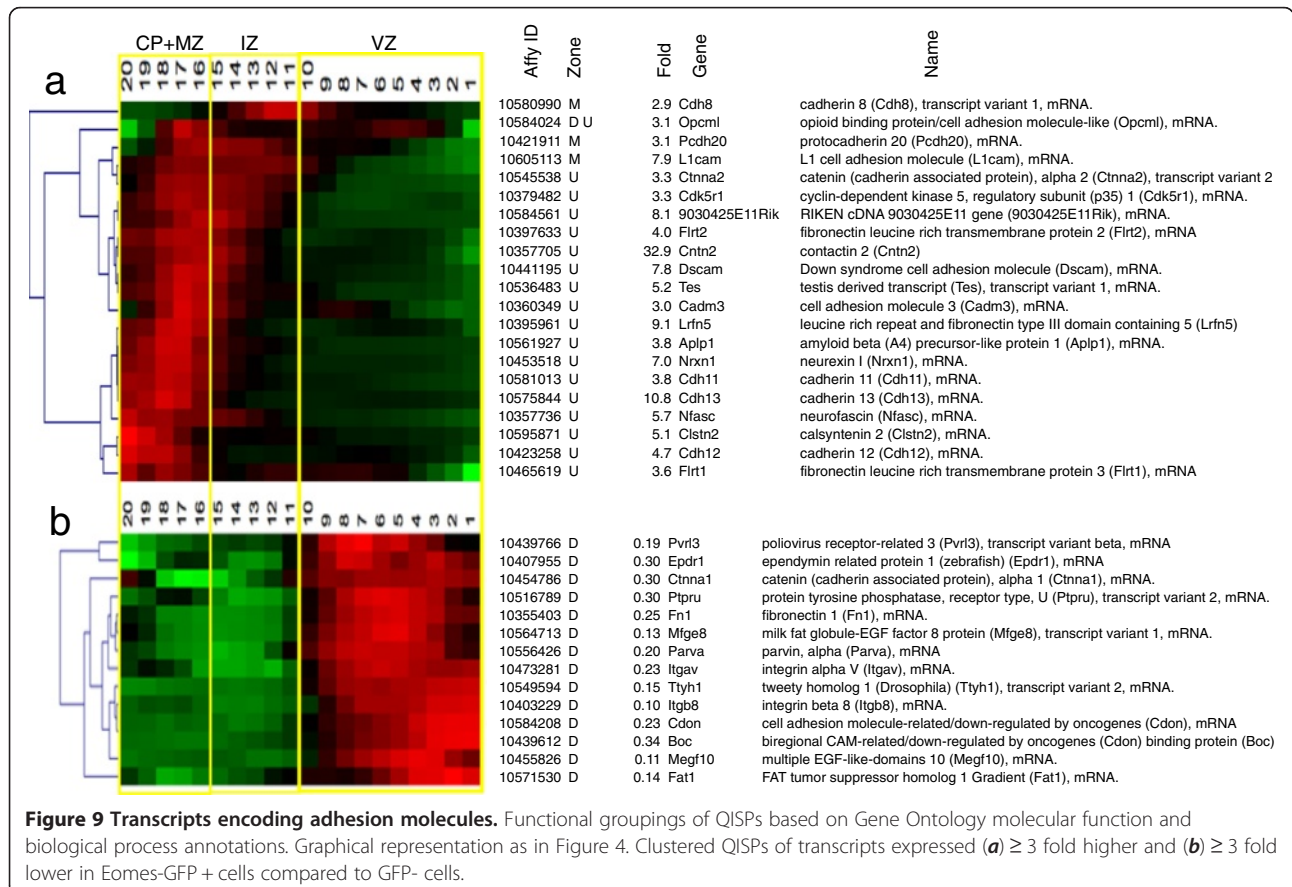 CP+MZ IZ VZ
Affy ID Zone Fold Gene Name
a
20 19 18 17 16 15 14 13 12 11 10 9 8 7 6 5 4 3 2 1
10580990 M 2.9 Cdh8 cadherin 8 (Cdh8), transcript variant 1, mRNA.
10584024 D U 3.1 Opcml opioid binding protein/cell adhesion molecule-like (Opcml), mRNA.
10421911 M 3.1 Pcdh20 protocadherin 20 (Pcdh20), mRNA.
10605113 M 7.9 L1cam L1 cell adhesion molecule (L1cam), mRNA.
10545538 U 3.3 Ctnna2 catenin (cadherin associated protein), alpha 2 (Ctnna2), transcript variant 2
10379482 U 3.3 Cdk5r1 cyclin-dependent kinase 5, regulatory subunit (p35) 1 (Cdk5r1), mRNA.
10584561 U 8.1 9030425E11Rik RIKEN cDNA 9030425E11 gene (9030425E11Rik), mRNA.
10397633 U 4.0 Flrt2 fibronectin leucine rich transmembrane protein 2 (Flrt2), mRNA
10357705 U 32.9 Cntn2 contactin 2 (Cntn2)
10441195 U 7.8 Dscam Down syndrome cell adhesion molecule (Dscam), mRNA.
10536483 U 5.2 Tes testis derived transcript (Tes), transcript variant 1, mRNA.
10360349 U 3.0 Cadm3 cell adhesion molecule 3 (Cadm3), mRNA.
10395961 U 9.1 Lrfn5 leucine rich repeat and fibronectin type III domain containing 5 (Lrfn5)
10561927 U 3.8 Aplp1 amyloid beta (A4) precursor-like protein 1 (Aplp1), mRNA.
10453518 U 7.0 Nrxn1 neurexin I (Nrxn1), mRNA.
10581013 U 3.8 Cdh11 cadherin 11 (Cdh11), mRNA.
10575844 U 10.8 Cdh13 cadherin 13 (Cdh13), mRNA.
10357736 U 5.7 Nfasc neurofascin (Nfasc), mRNA.
10595871 U 5.1 Clstn2 calsyntenin 2 (Clstn2), mRNA.
10423258 U 4.7 Cdh12 cadherin 12 (Cdh12), mRNA.
10465619 U 3.6 Flrt1 fibronectin leucine rich transmembrane protein 3 (Flrt1), mRNA
b
20 19 18 17 16 15 14 13 12 11 10 9 8 7 6 5 4 3 2 1
10439766 D 0.19 Pvrl3 poliovirus receptor-related 3 (Pvrl3), transcript variant beta, mRNA
10407955 D 0.30 Epdr1 ependymin related protein 1 (zebrafish) (Epdr1), mRNA
10454786 D 0.30 Ctnna1 catenin (cadherin associated protein), alpha 1 (Ctnna1), mRNA.
10516789 D 0.30 Ptpru protein tyrosine phosphatase, receptor type, U (Ptpru), transcript variant 2, mRNA.
10355403 D 0.25 Fn1 fibronectin 1 (Fn1), mRNA.
10564713 D 0.13 Mfge8 milk fat globule-EGF factor 8 protein (Mfge8), transcript variant 1, mRNA.
10556426 D 0.20 Parva parvin, alpha (Parva), mRNA
10473281 D 0.23 Itgav integrin alpha V (Itgav), mRNA.
10549594 D 0.15 Ttyh1 tweety homolog 1 (Drosophila) (Ttyh1), transcript variant 2, mRNA.
10403229 D 0.10 Itgb8 integrin beta 8 (Itgb8), mRNA.
10584208 D 0.23 Cdon cell adhesion molecule-related/down-regulated by oncogenes (Cdon), mRNA
10439612 D 0.34 Boc biregional CAM-related/down-regulated by oncogenes (Cdon) binding protein (Boc)
10455826 D 0.11 Megf10 multiple EGF-like-domains 10 (Megf10), mRNA.
10571530 D 0.14 Fat1 FAT tumor suppressor homolog 1 Gradient (Fat1), mRNA.
Figure 9 Transcripts encoding adhesion molecules. Functional groupings of QISPs based on Gene Ontology molecular function and
biological process annotations. Graphical representation as in Figure 4. Clustered QISPs of transcripts expressed (a) ≥ 3 fold higher and (b) ≥ 3 fold
lower in Eomes-GFP + cells compared to GFP- cells.